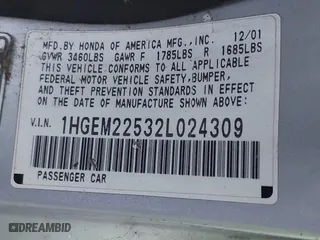 MFD.BY HONDA OF AMERICA MFG.,INC. 12/01
GVWR 3460LBS GAWR F 1785LBS R 1685LBS
THIS VEHICLE CONFORMS TO ALL APPLICABLE
FEDERAL MOTOR VEHICLE SAFETY,BUMPER,
AND THEFT PREVENTION STANDARDS IN EFFECT ON
THE DATE OF MANUFACTURE SHOWN ABOVE.
V.I.N. 1HGEM22532L024309
PASSENGER CAR
DREAMBID